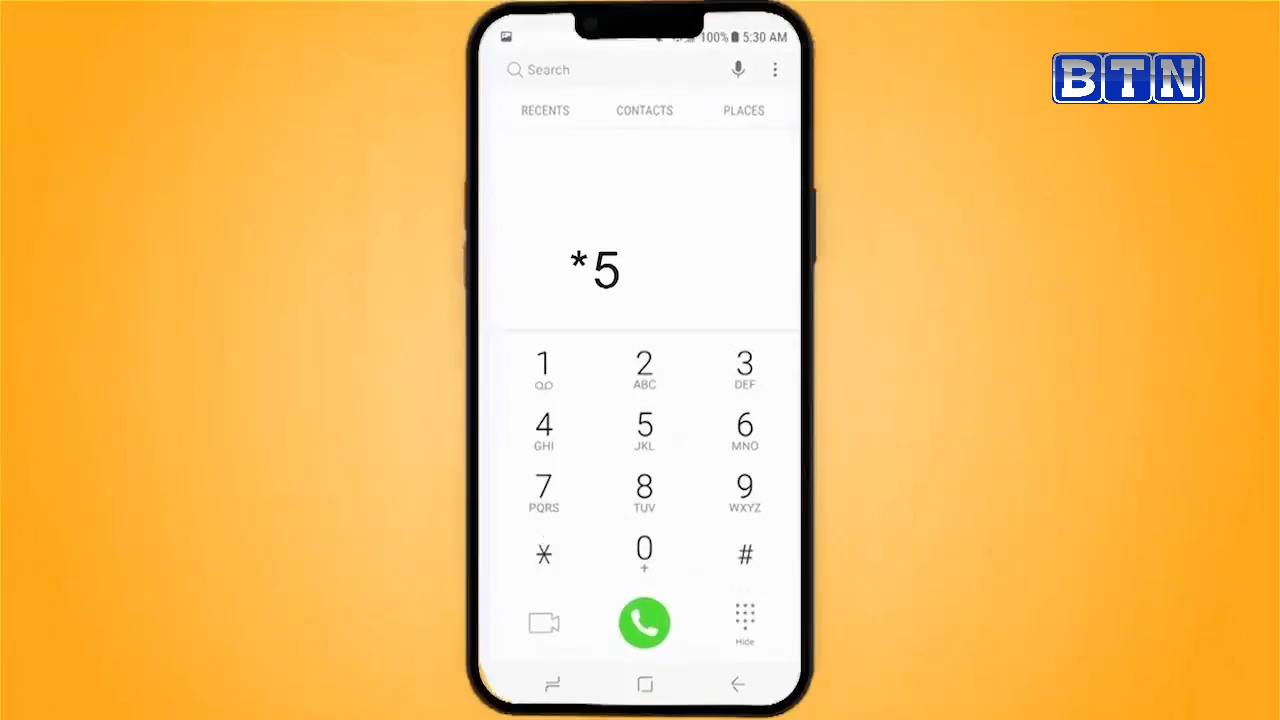 100% 5:30 AM
BTN
Search
RECENTS CONTACTS PLACES
*5
1 2 3
ABC DEF
4 5 6
GHI JKL MNO
7 8 9
PQRS TUV WXYZ
* 0 #
+
Hide